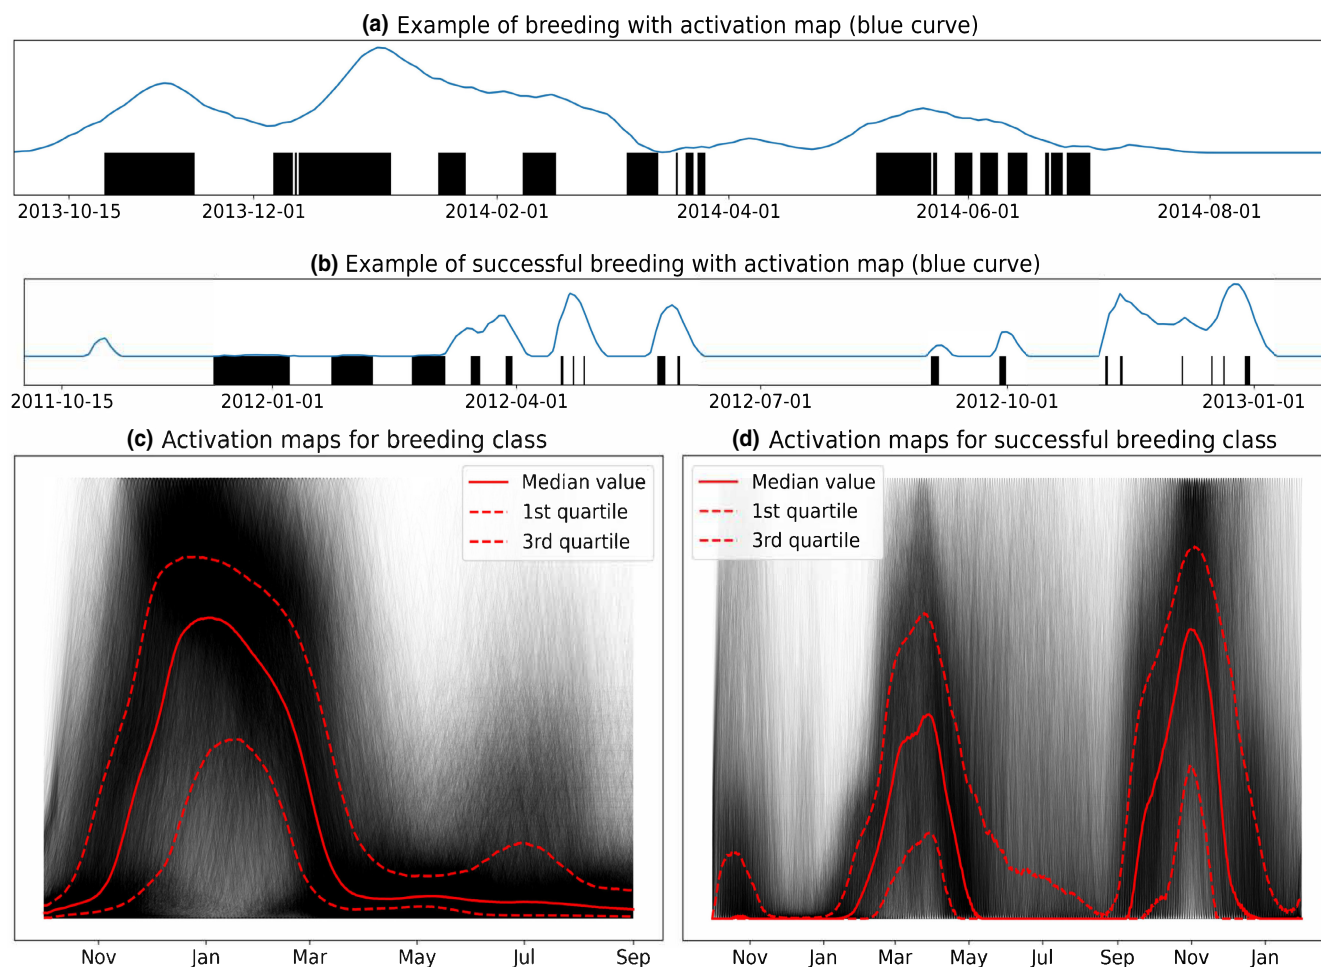 (a) Example of breeding with activation map (blue curve)
2013-10-15 2013-12-01 2014-02-01 2014-04-01 2014-06-01 2014-08-01
(b) Example of successful breeding with activation map (blue curve)
2011-10-15 2012-01-01 2012-04-01 2012-07-01 2012-10-01 2013-01-01
(c) Activation maps for breeding class
Median value
1st quartile
3rd quartile
Nov Jan Mar May Jul Sep
(d) Activation maps for successful breeding class
Median value
1st quartile
3rd quartile
Nov Jan Mar May Jul Sep Nov Jan